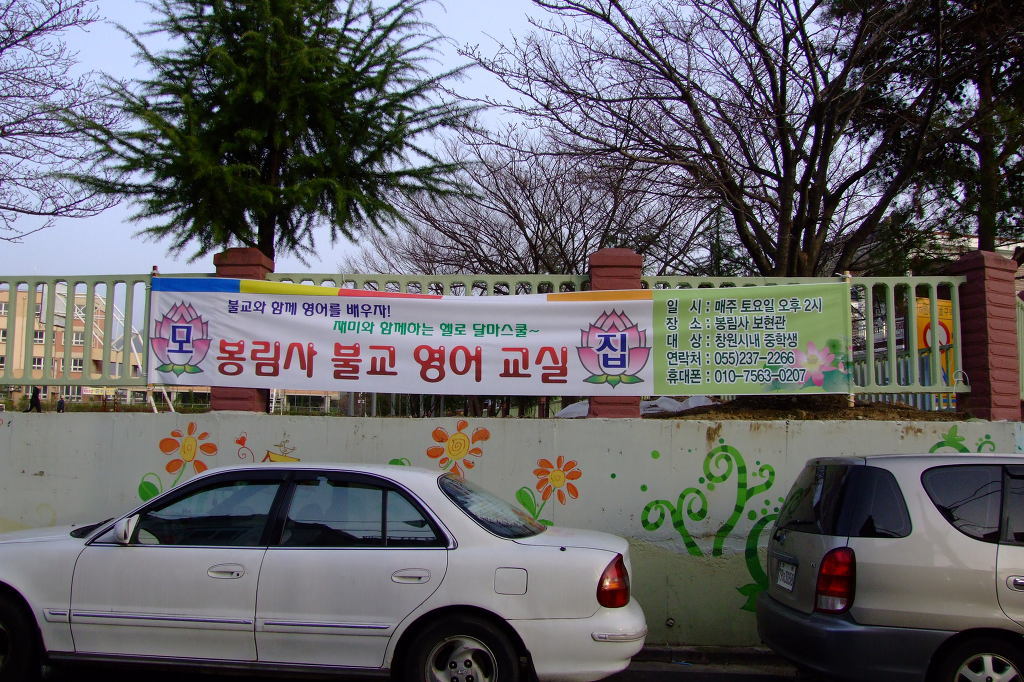 불교와 함께 영어를 배우자!
재미와 함께하는 헬로 달마스쿨~
모 봉림사 불교 영어 교실 집
일 시 : 매주 토요일 오후 2시
장 소 : 봉림사 보현관
대 상 : 창원시내 중학생
연락처 : 055)237-2266
휴대폰 : 010-7563-0207